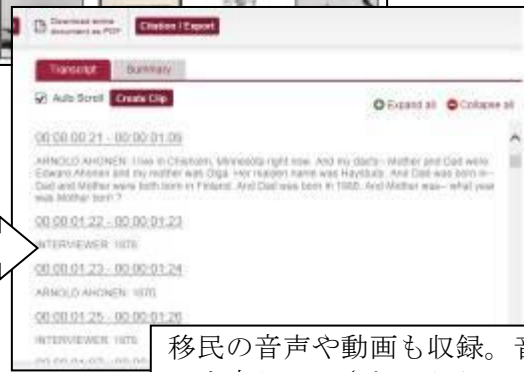 Download entire
document as PDF
Citation / Export
Transcript
Summary
Auto Scroll
Create Clip
Expand all
Collapse all
00:00:00:21 - 00:00:01:09
ARNOLD AHONEN: I live in Chisholm, Minnesota right now. And my dad's- Mother and Dad were
Edward Ahonen and my mother was Olga. Her maiden name was And Dad was born in--
Dad and Mother were both born in Finland. And Dad was born in And Mother was-- what year
was Mother born ?
00:00:01:22 - 00:00:01:23
INTERVIEWER: 1876
00:00:01:23 - 00:00:01:24
ARNOLD AHONEN: 1876.
00:00:01:25 - 00:00:01:26
INTERVIEWER: 1876
移民の音声や動画も収録。音